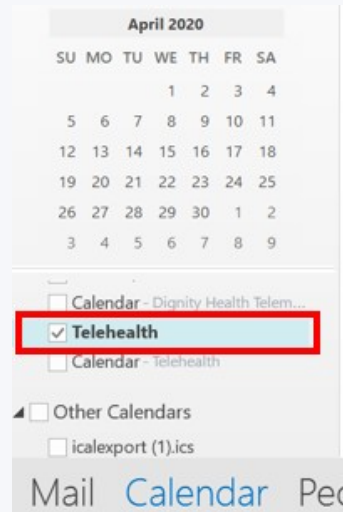 April 2020
SU MO TU WE TH FR SA
1 2 3 4
5 6 7 8 9 10 11
12 13 14 15 16 17 18
19 20 21 22 23 24 25
26 27 28 29 30 1 2
3 4 5 6 7 8 9
Calendar - Dignity Health Telem...
Telehealth
Calendar - Telehealth
Other Calendars
icalexport (1).ics
Mail Calendar